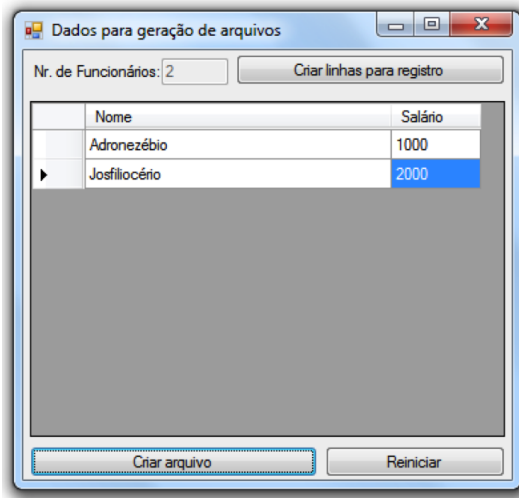 Dados para geração de arquivos
Nr. de Funcionários: 2 Criar linhas para registro
Nome Salário
Adronezébio 1000
Josfiliocério 2000
Criar arquivo Reiniciar